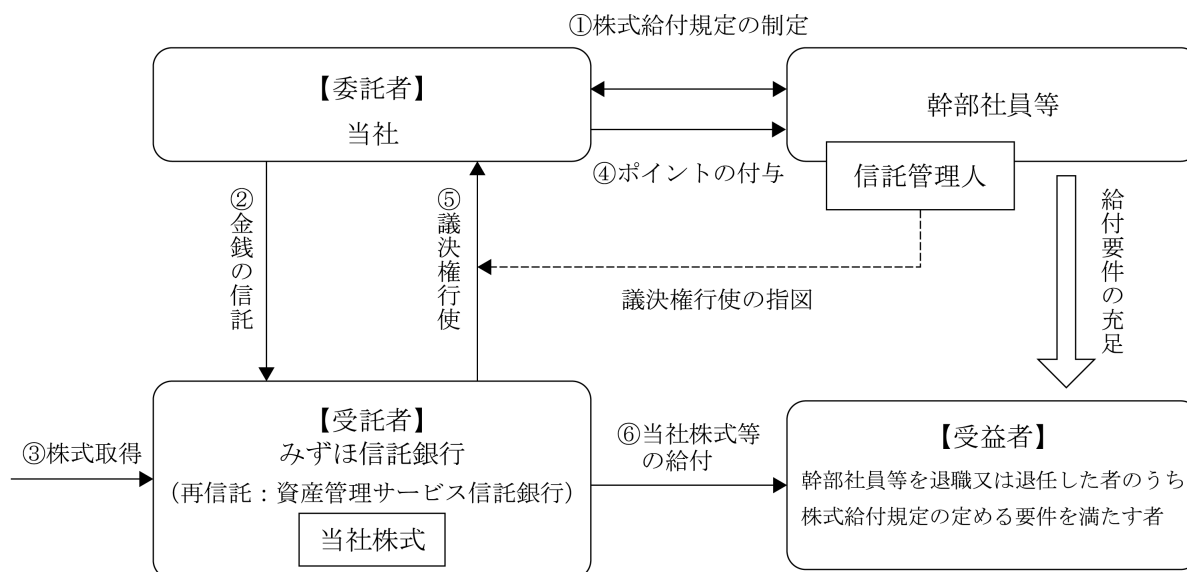 ①株式給付規定の制定
【委託者】
当社
幹部社員等
④ポイントの付与
信託管理人
②金銭の信託
⑤議決権行使
給付要件の充足
議決権行使の指図
③株式取得
【受託者】
みずほ信託銀行
（再信託：資産管理サービス信託銀行）
当社株式
⑥当社株式等
の給付
【受益者】
幹部社員等を退職又は退任した者のうち
株式給付規定の定める要件を満たす者